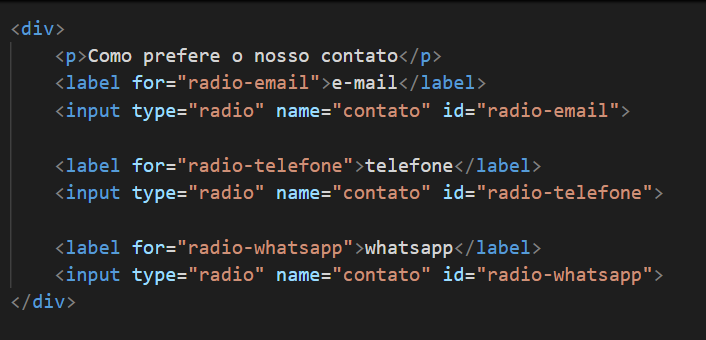 <div>
<p>Como prefere o nosso contato</p>
<label for="radio-email">e-mail</label>
<input type="radio" name="contato" id="radio-email">
<label for="radio-telefone">telefone</label>
<input type="radio" name="contato" id="radio-telefone">
<label for="radio-whatsapp">whatsapp</label>
<input type="radio" name="contato" id="radio-whatsapp">
</div>